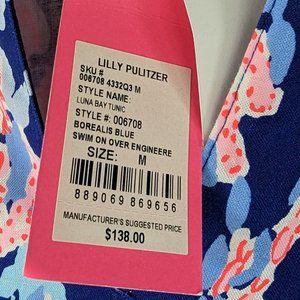 LILLY PULITZER
SKU #
006708 4332Q3 M
STYLE NAME:
LUNA BAY TUNIC
STYLE #: 006708
BOREALIS BLUE
SWIM ON OVER ENGINEERE
SIZE: M
889069 869656
MANUFACTURER'S SUGGESTED PRICE
$138.00